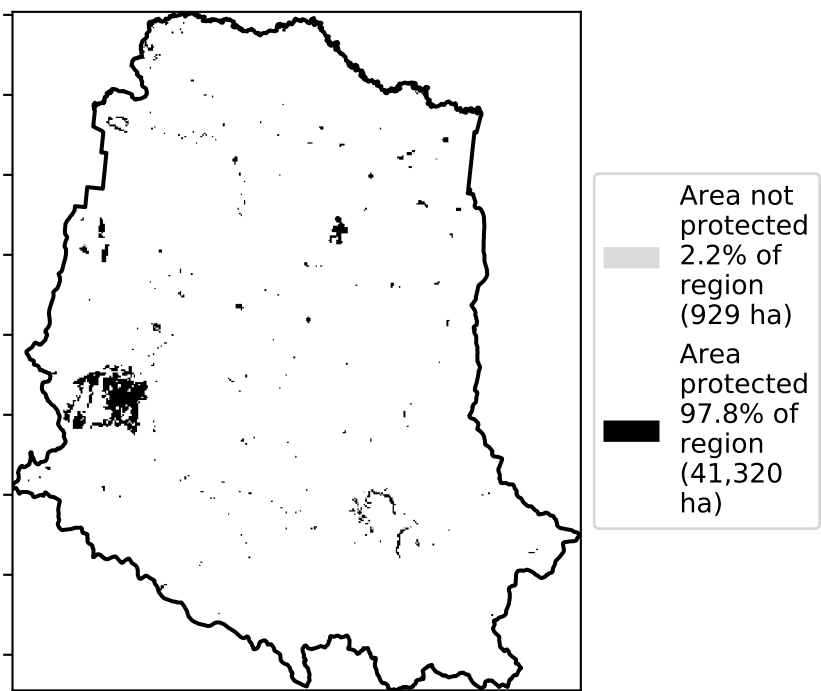 Area not
protected
2.2% of
region
(929 ha)
Area
protected
97.8% of
region
(41,320
ha)